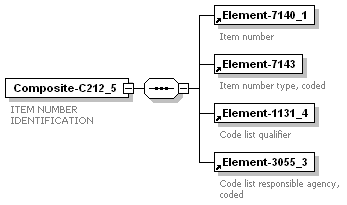 Element-7140_1
Item number
Element-7143
Item number type, coded
Composite-C212_5
ITEM NUMBER
IDENTIFICATION
Element-1131_4
Code list qualifier
Element-3055_3
Code list responsible agency,
coded